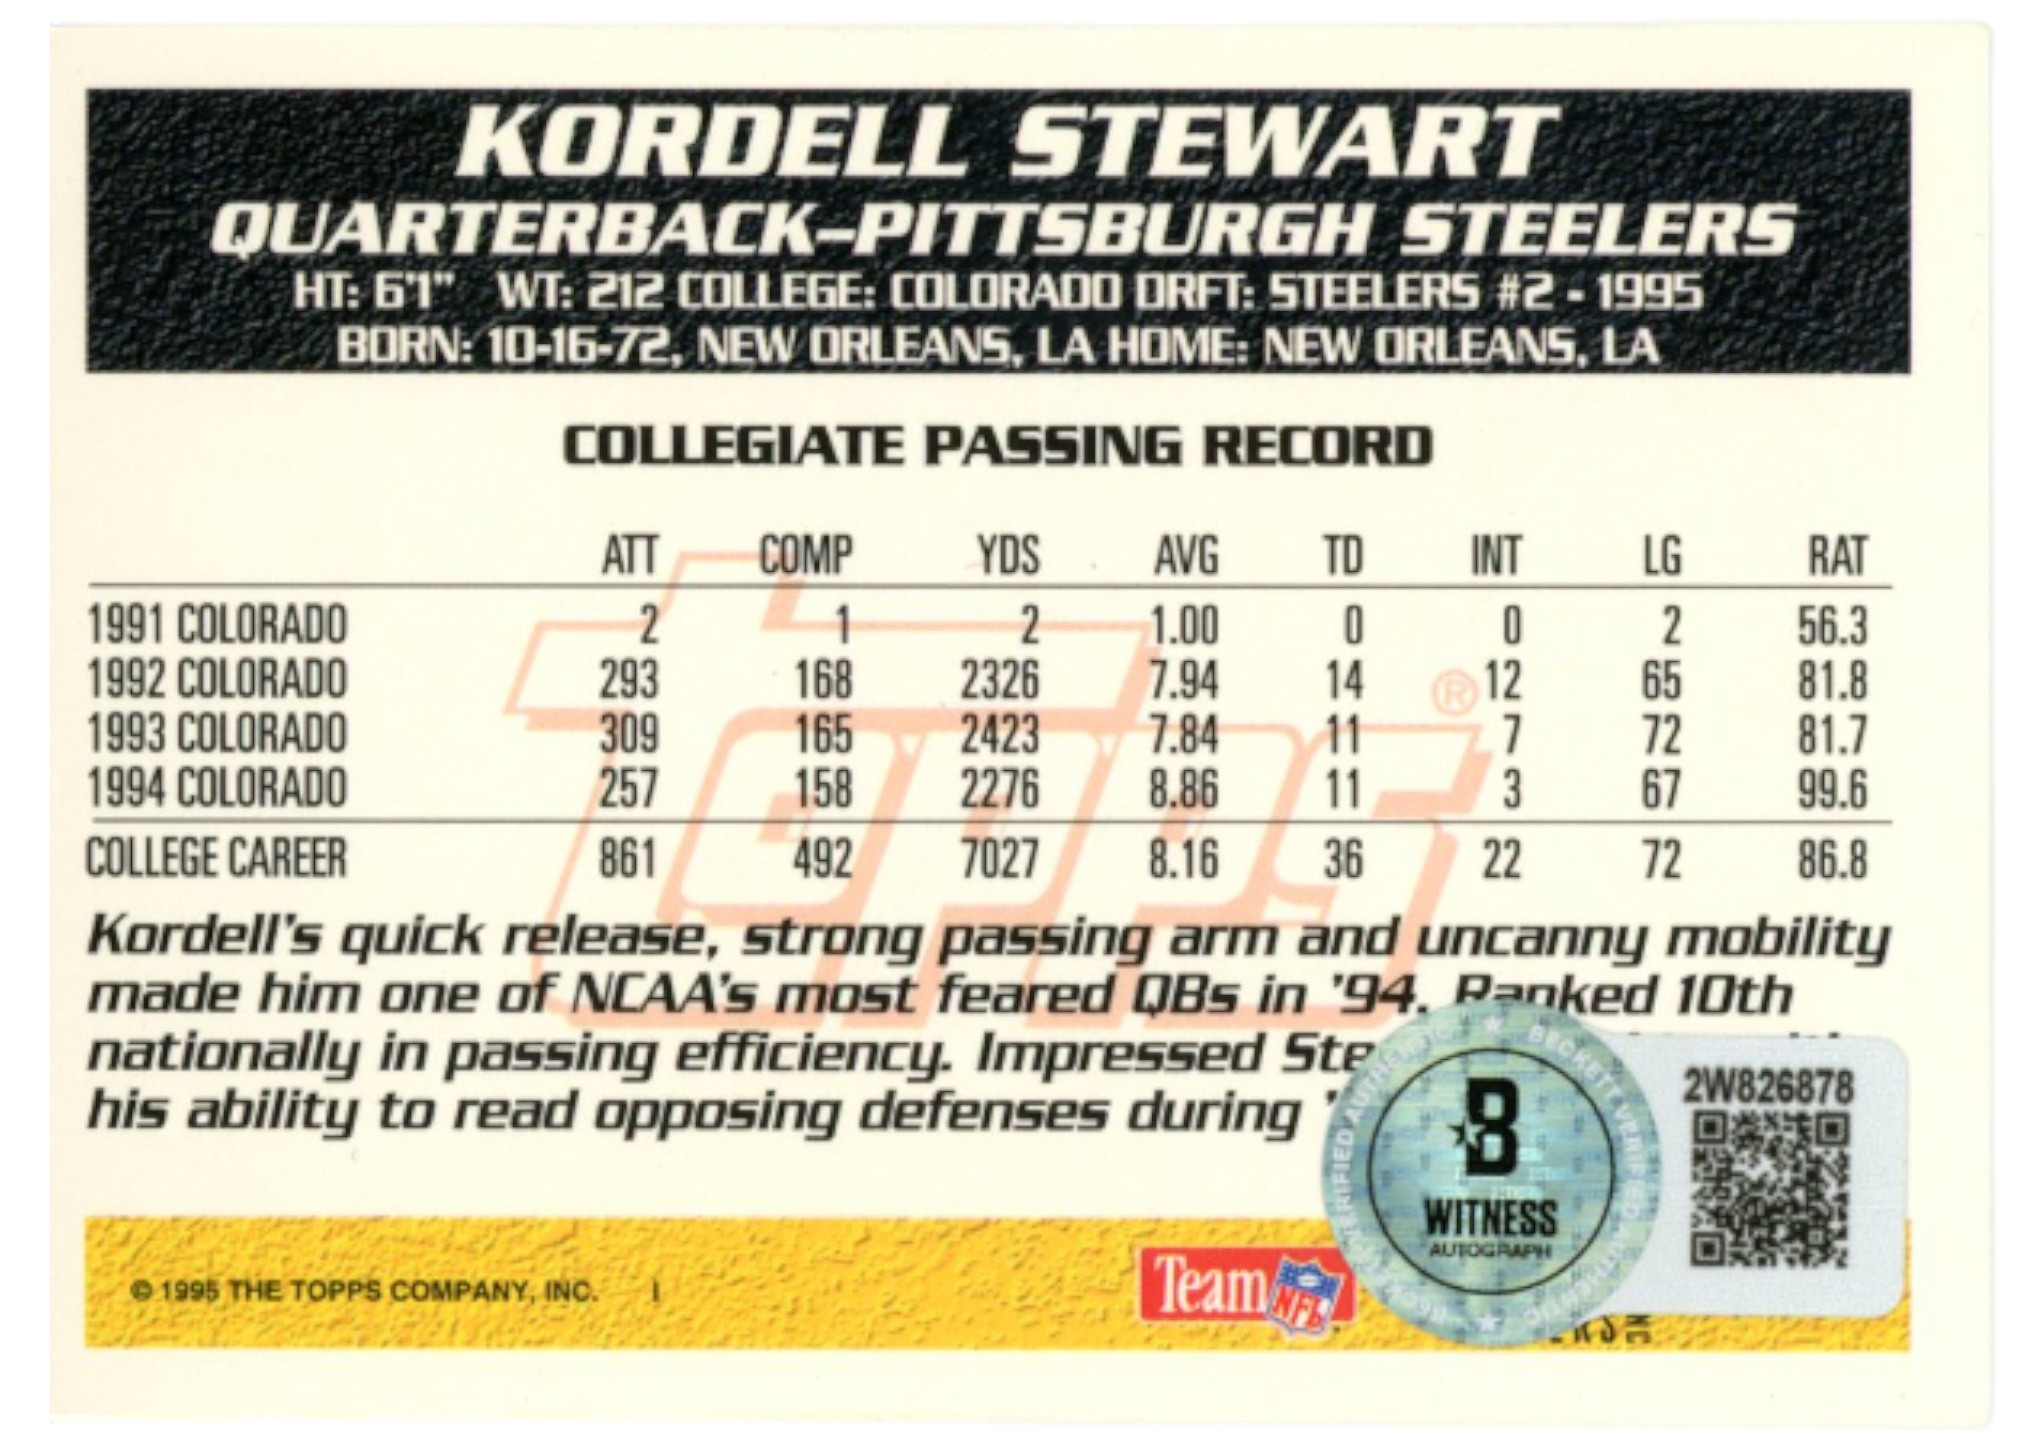 KORDELL STEWART
QUARTERBACK-PITTSBURGH STEELERS
HT: 6'1" WT: 212 COLLEGE: COLORADO DRFT: STEELERS #2 - 1995
BORN: 10-16-72, NEW ORLEANS, LA HOME: NEW ORLEANS, LA
COLLEGIATE PASSING RECORD
ATT COMP YDS AVG TD INT LG RAT
1991 COLORADO 2 1 2 1.00 0 0 2 56.3
1992 COLORADO 293 168 2326 7.94 14 12 65 81.8
1993 COLORADO 309 165 2423 7.84 11 7 72 81.7
1994 COLORADO 257 158 2276 8.86 11 3 67 99.6
COLLEGE CAREER 861 492 7027 8.16 36 22 72 86.8
Topps®
Kordell's quick release, strong passing arm and uncanny mobility
made him one of NCAA's most feared QBs in '94. Ranked 10th
nationally in passing efficiency. Impressed Ste
his ability to read opposing defenses during '
2W826878
B
WITNESS
AUTOGRAPH
© 1995 THE TOPPS COMPANY, INC. I
Team NFL